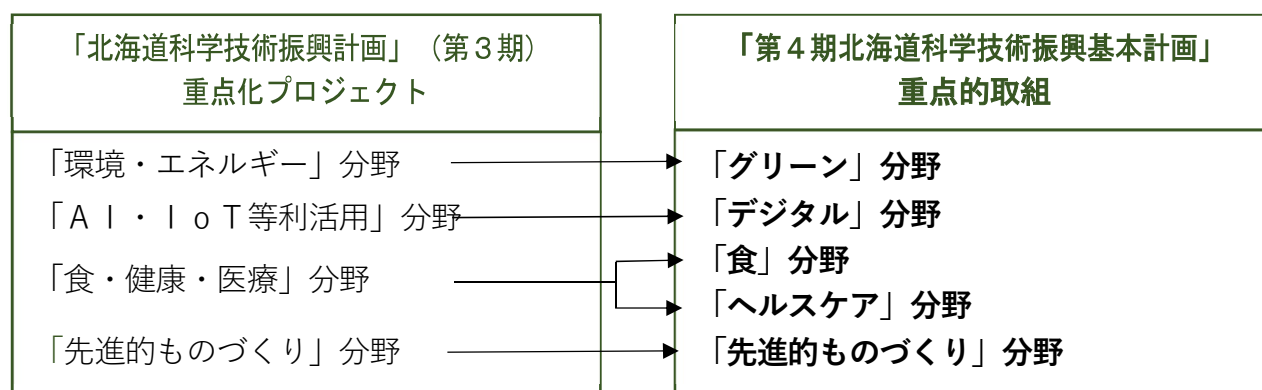 「北海道科学技術振興計画」（第３期）
重点化プロジェクト
「環境・エネルギー」分野
「ＡＩ・ＩｏＴ等利活用」分野
「食・健康・医療」分野
「先進的ものづくり」分野
「第４期北海道科学技術振興基本計画」
重点的取組
「グリーン」分野
「デジタル」分野
「食」分野
「ヘルスケア」分野
「先進的ものづくり」分野